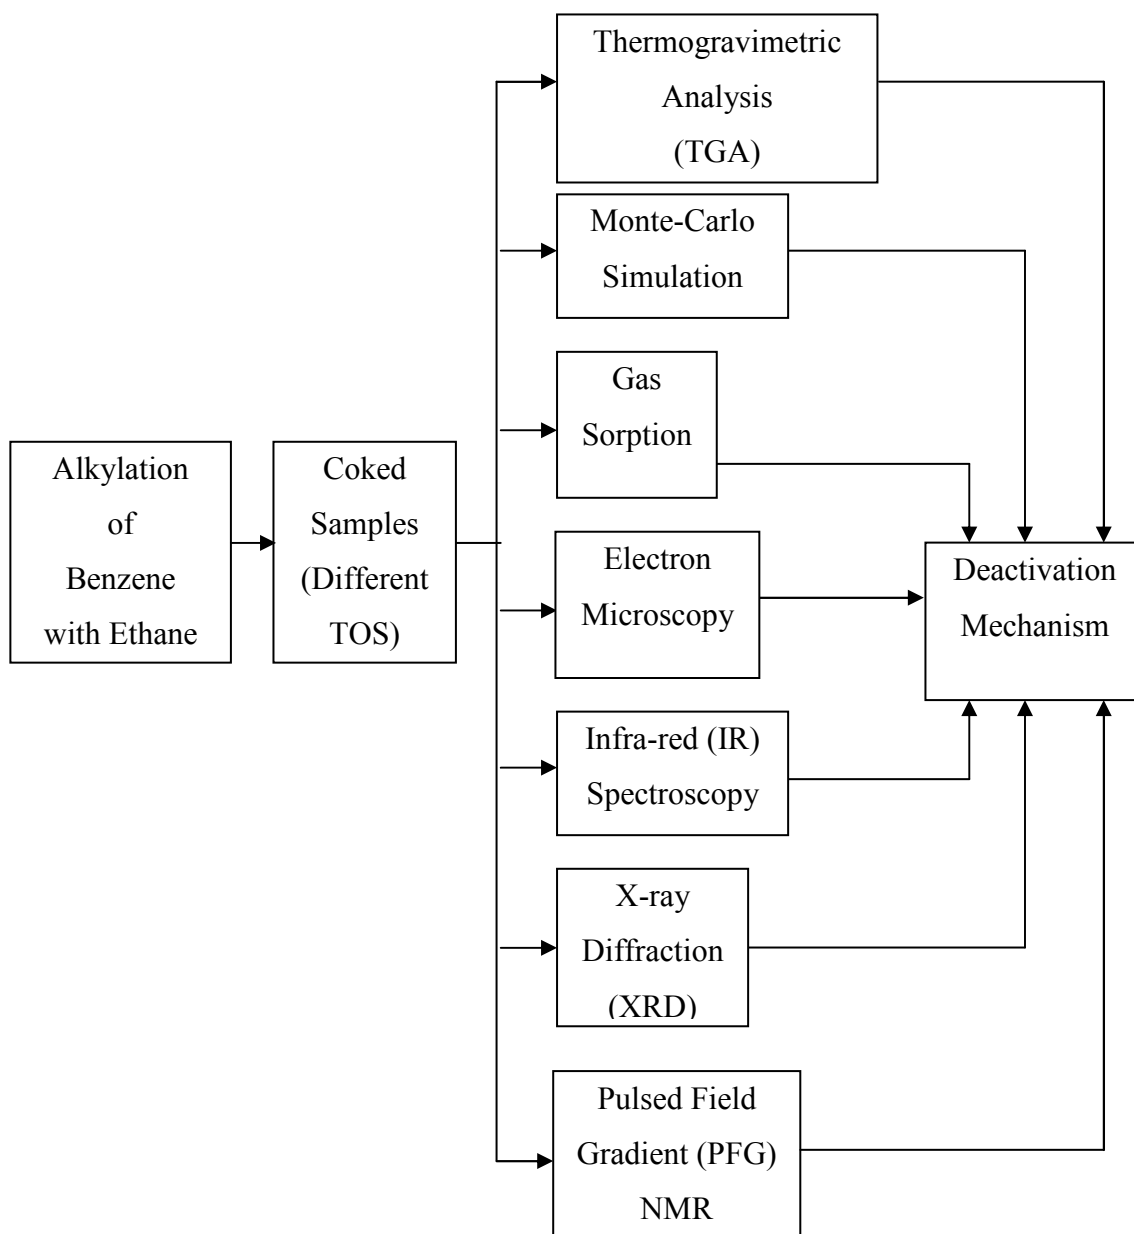 Alkylation
of
Benzene
with Ethane
Coked
Samples
(Different
TOS)
Thermogravimetric
Analysis
(TGA)
Monte-Carlo
Simulation
Gas
Sorption
Electron
Microscopy
Infra-red (IR)
Spectroscopy
X-ray
Diffraction
(XRD)
Pulsed Field
Gradient (PFG)
NMR
Deactivation
Mechanism